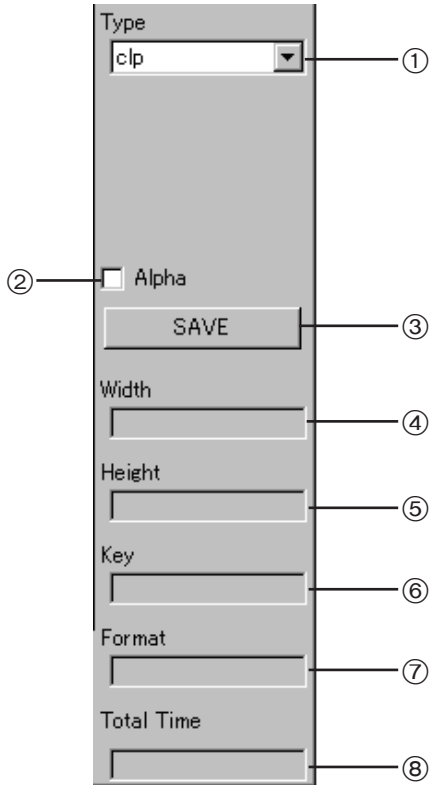 Type
clp ①
② Alpha
SAVE ③
Width
④
Height
⑤
Key
⑥
Format
⑦
Total Time
⑧